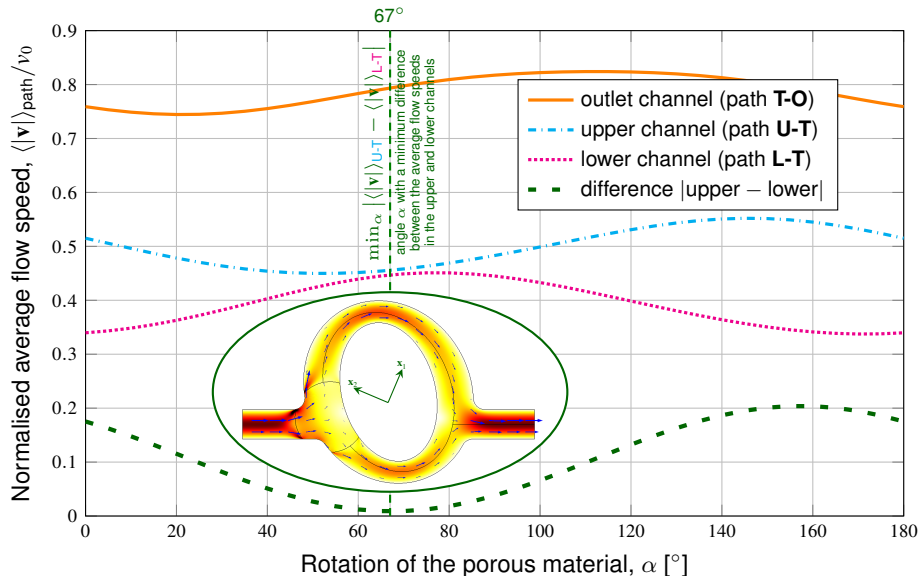 67°
0.9
0.8
0.7
0.6
0.5
0.4
0.3
0.2
0.1
0
Normalised average flow speed, ⟨|v|⟩path/v0
min_α |⟨|v|⟩U-T − ⟨|v|⟩L-T|
angle α with a minimum difference
between the average flow speeds
in the upper and lower channels
outlet channel (path T-O)
upper channel (path U-T)
lower channel (path L-T)
difference |upper − lower|
x1
x2
0 20 40 60 80 100 120 140 160 180
Rotation of the porous material, α [°]